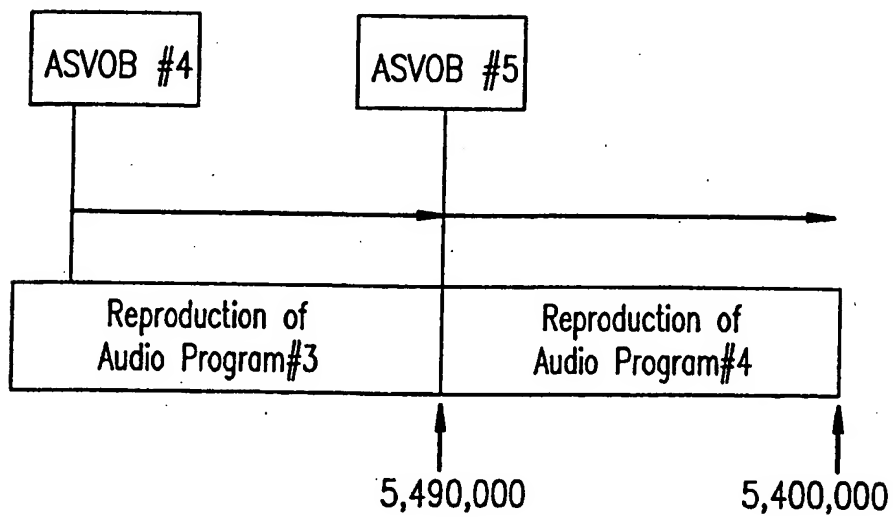 ASVOB #4
ASVOB #5
Reproduction of
Audio Program#3
Reproduction of
Audio Program#4
5,490,000
5,400,000